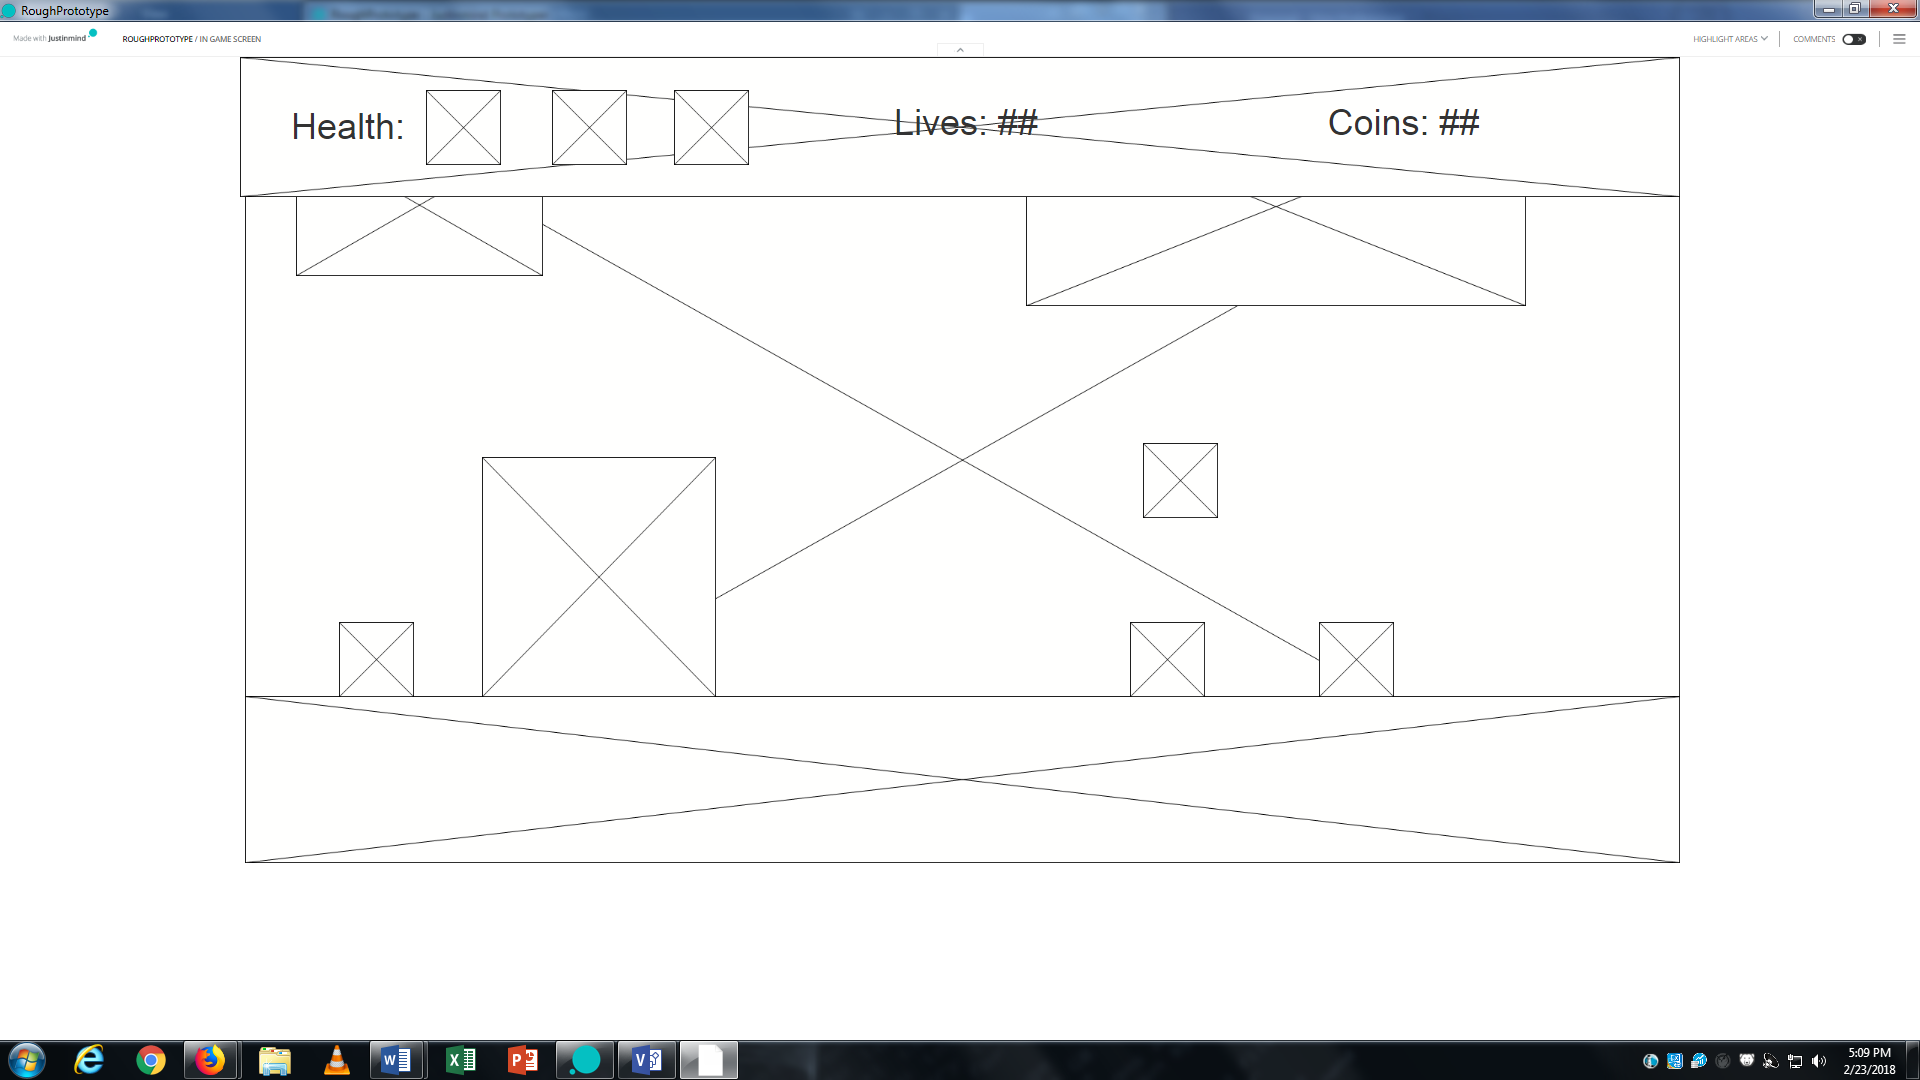 RoughPrototype
Made with Justinmind
ROUGHPROTOTYPE / IN GAME SCREEN
HIGHLIGHT AREAS
COMMENTS
Health:
Lives: ##
Coins: ##
5:09 PM
2/23/2018